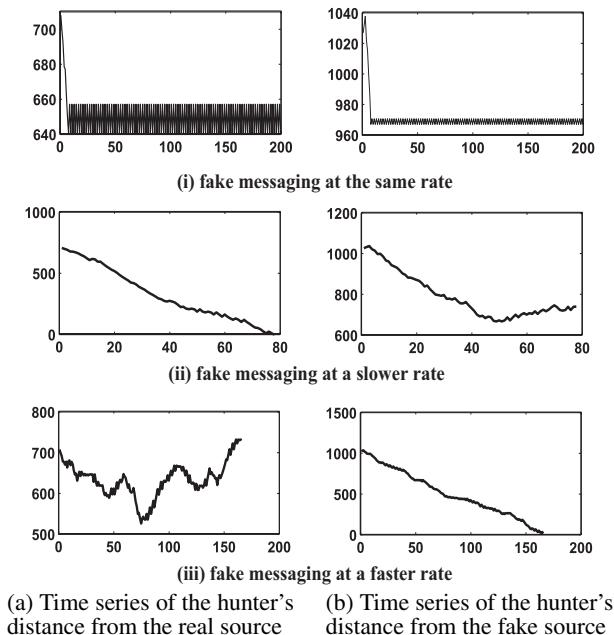 700
680
660
640
0 50 100 150 200
1040
1020
1000
980
960
0 50 100 150 200
(i) fake messaging at the same rate
1000
500
0
0 20 40 60 80
1200
1000
800
600
0 20 40 60 80
(ii) fake messaging at a slower rate
800
700
600
500
0 50 100 150 200
1500
1000
500
0
0 50 100 150 200
(iii) fake messaging at a faster rate
(a) Time series of the hunter's
distance from the real source
(b) Time series of the hunter's
distance from the fake source